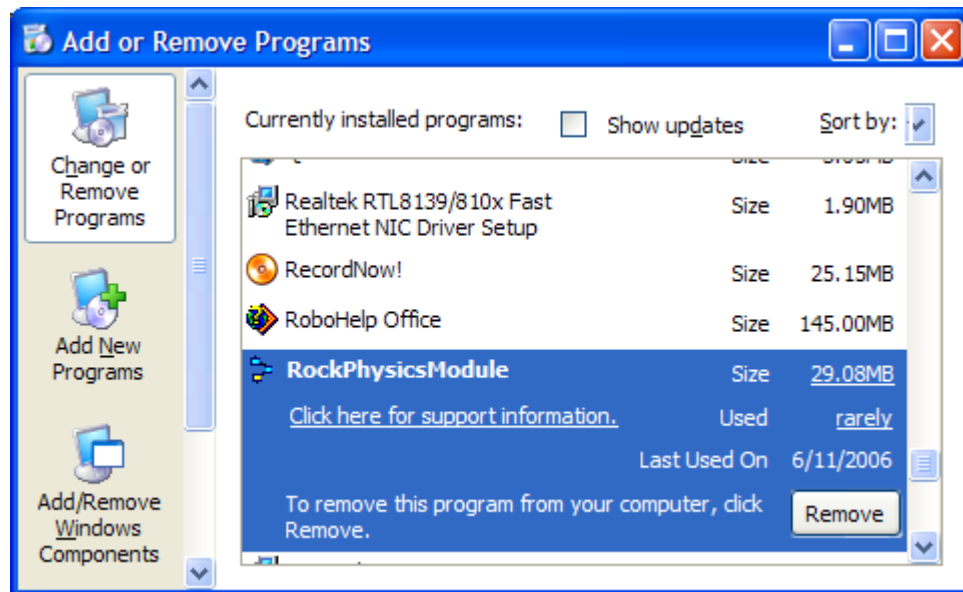 Add or Remove Programs
Change or
Remove
Programs
Add New
Programs
Add/Remove
Windows
Components
Currently installed programs:
Show updates
Sort by:
Realtek RTL8139/810x Fast
Ethernet NIC Driver Setup
Size 1.90MB
RecordNow!
Size 25.15MB
RoboHelp Office
Size 145.00MB
RockPhysicsModule
Size 29.08MB
Click here for support information.
Used rarely
Last Used On 6/11/2006
To remove this program from your computer, click
Remove.
Remove